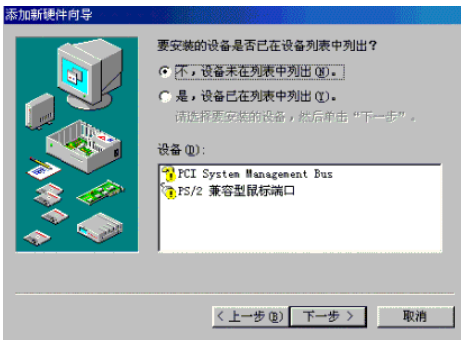 添加新硬件向导
要安装的设备是否已在设备列表中列出？
不，设备未在列表中列出(N)。
是，设备已在列表中列出(Y)。
请选择要安装的设备，然后单击“下一步”。
设备(D)：
PCI System Management Bus
PS/2 兼容型鼠标端口
< 上一步(B) 下一步 > 取消